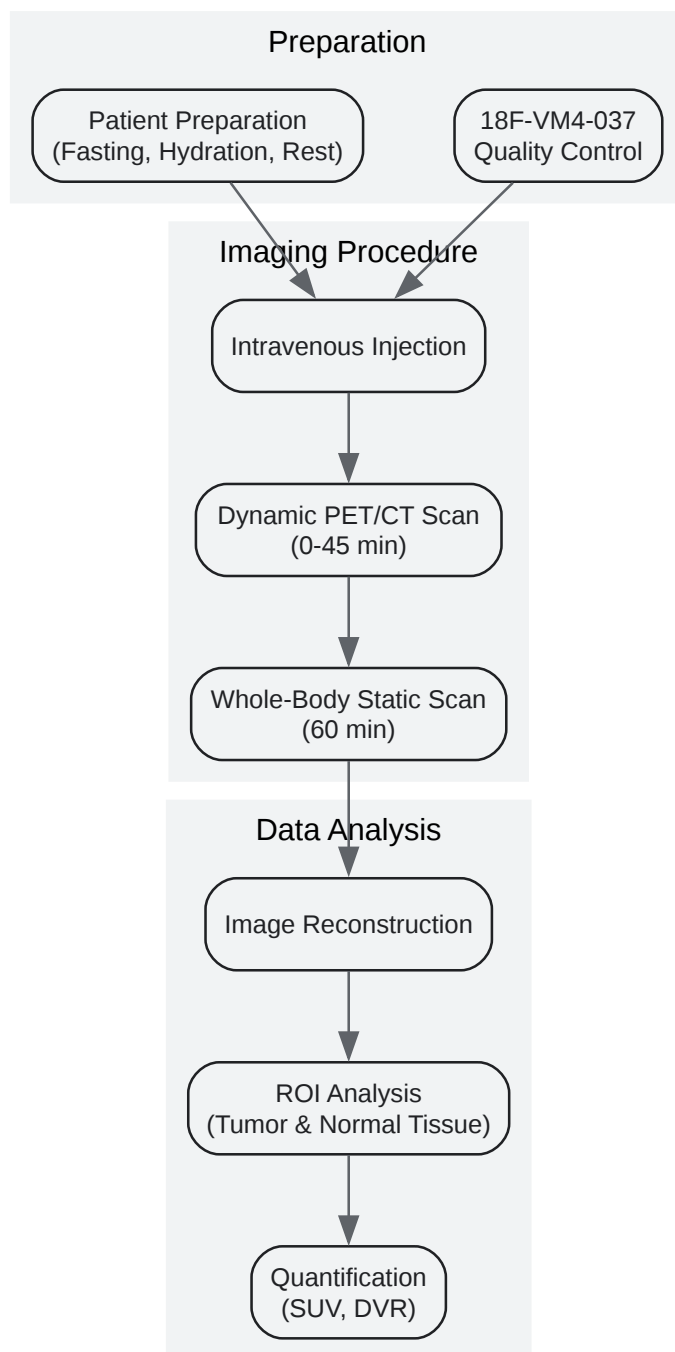 Preparation
Patient Preparation
(Fasting, Hydration, Rest)
18F-VM4-037
Quality Control
Imaging Procedure
Intravenous Injection
Dynamic PET/CT Scan
(0-45 min)
Whole-Body Static Scan
(60 min)
Data Analysis
Image Reconstruction
ROI Analysis
(Tumor & Normal Tissue)
Quantification
(SUV, DVR)